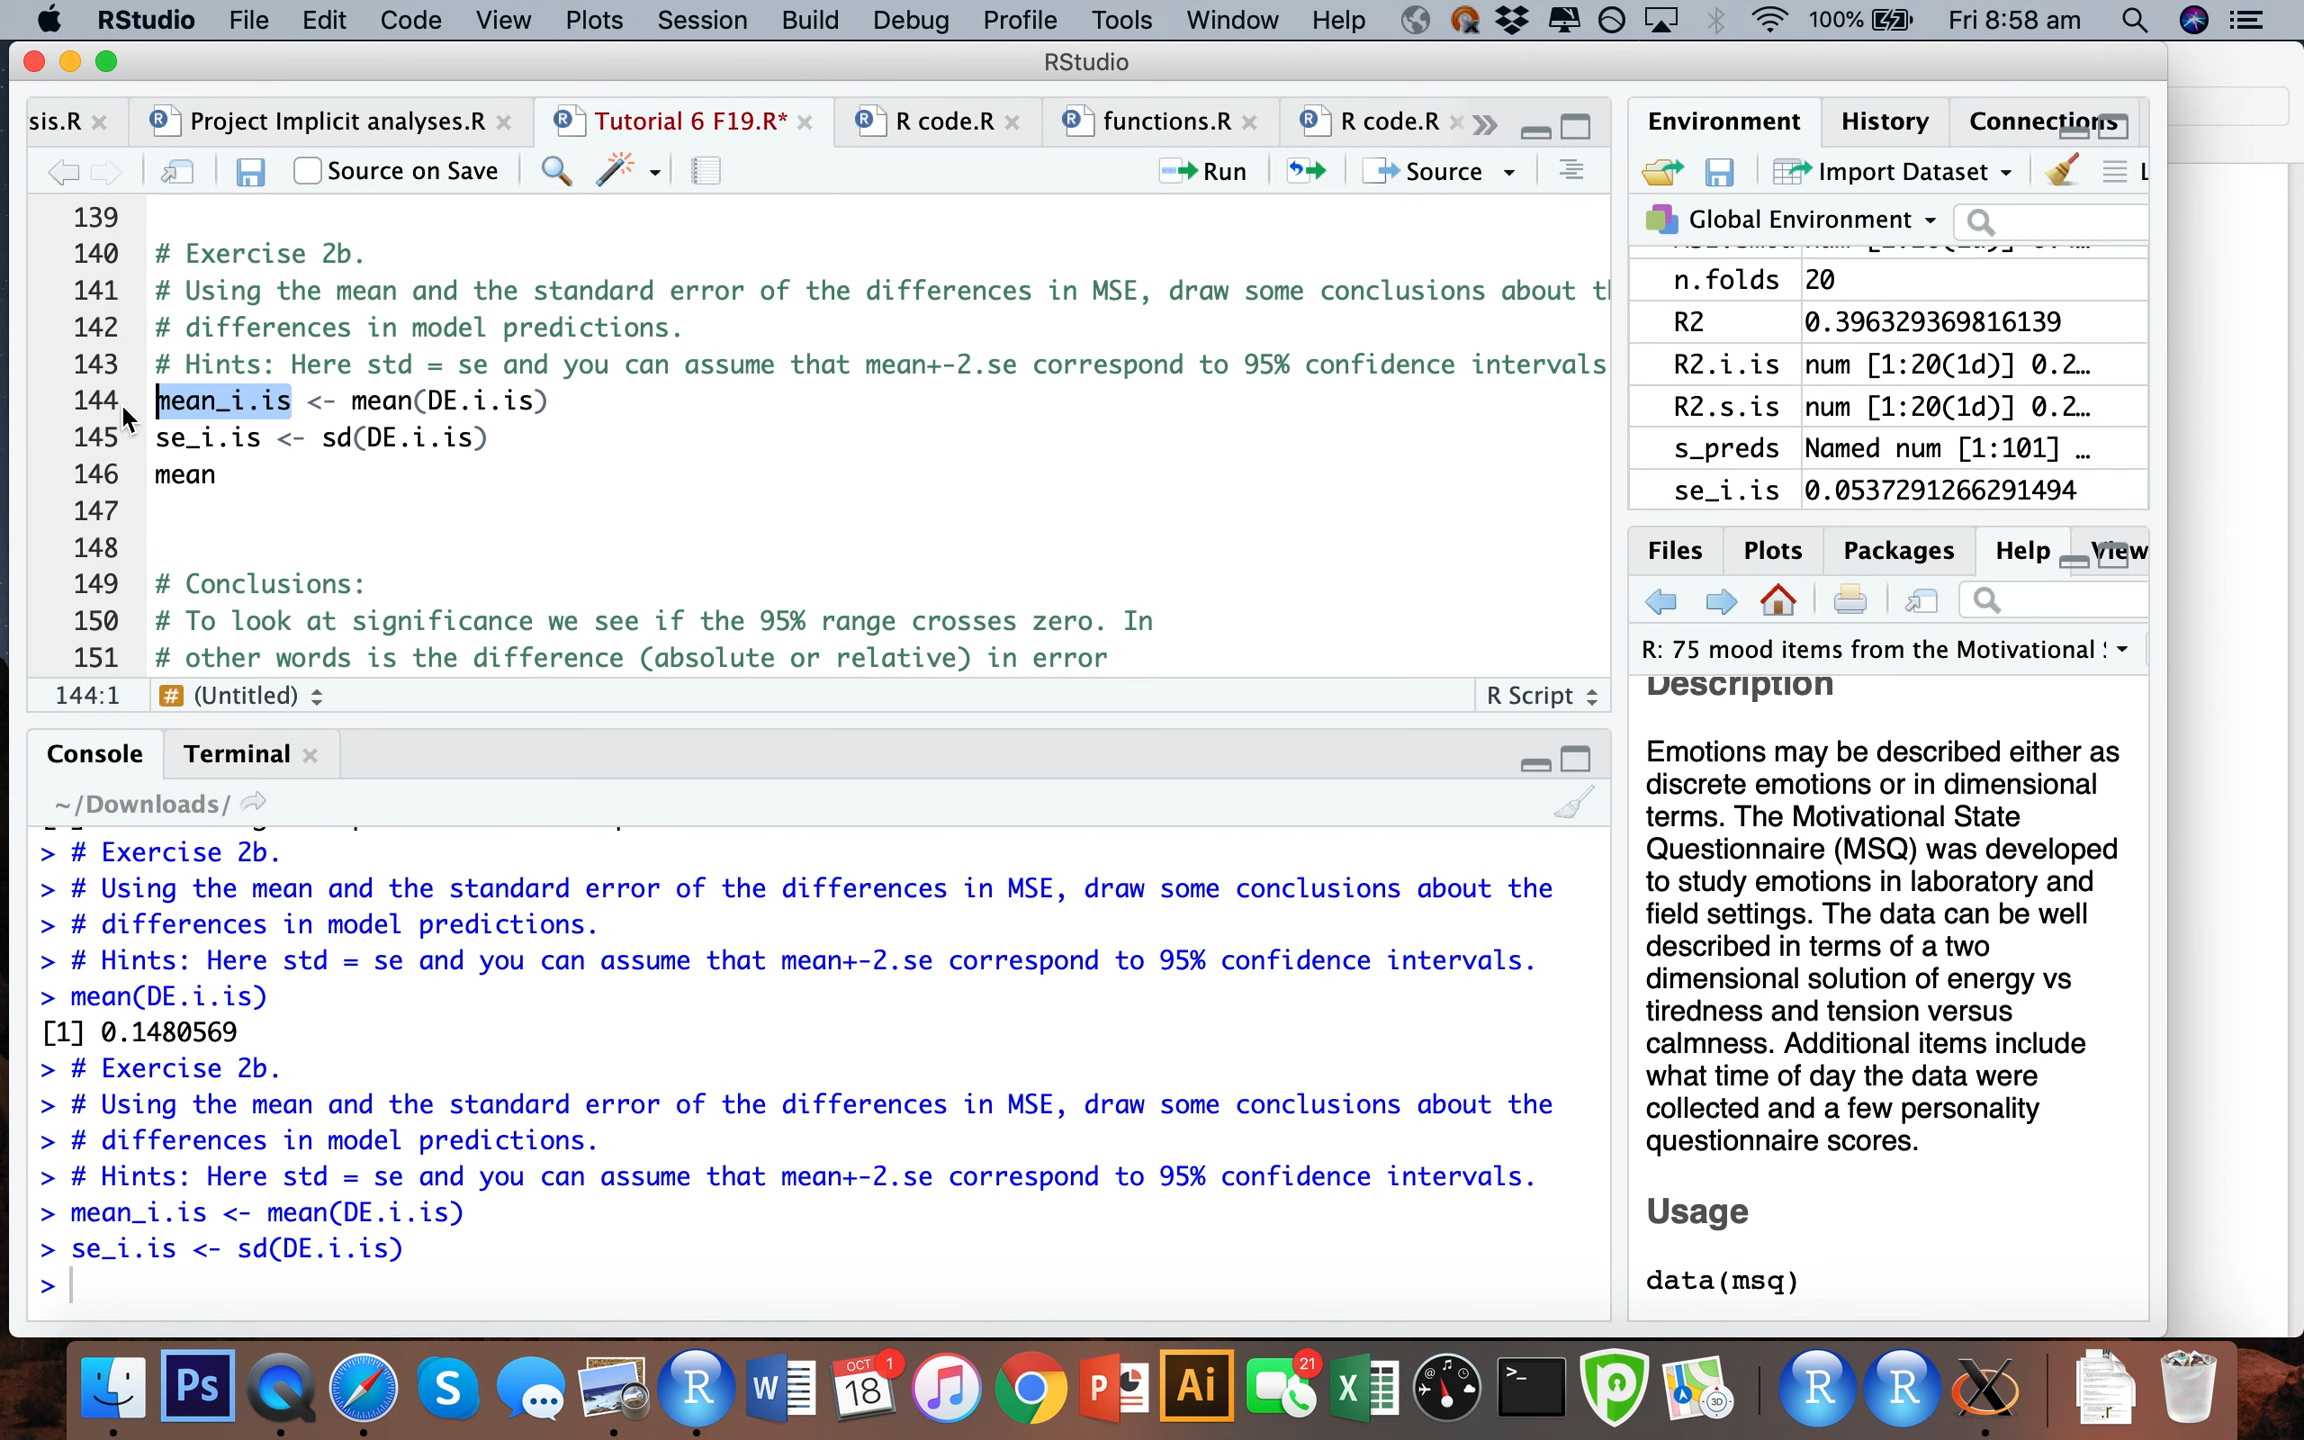 RStudio File Edit Code View Plots Session Build Debug Profile Tools Window Help 100% Fri 8:58 am
RStudio
sis.R Project Implicit analyses.R Tutorial 6 F19.R* R code.R functions.R R code.R
Source on Save Run Source
139
140 # Exercise 2b.
141 # Using the mean and the standard error of the differences in MSE, draw some conclusions about t
142 # differences in model predictions.
143 # Hints: Here std = se and you can assume that mean+-2.se correspond to 95% confidence intervals
144 mean_i.is <- mean(DE.i.is)
145 se_i.is <- sd(DE.i.is)
146 mean
147
148
149 # Conclusions:
150 # To look at significance we see if the 95% range crosses zero. In
151 # other words is the difference (absolute or relative) in error
144:1 # (Untitled) R Script
Console Terminal
~/Downloads/
> # Exercise 2b.
> # Using the mean and the standard error of the differences in MSE, draw some conclusions about the
> # differences in model predictions.
> # Hints: Here std = se and you can assume that mean+-2.se correspond to 95% confidence intervals.
> mean(DE.i.is)
[1] 0.1480569
> # Exercise 2b.
> # Using the mean and the standard error of the differences in MSE, draw some conclusions about the
> # differences in model predictions.
> # Hints: Here std = se and you can assume that mean+-2.se correspond to 95% confidence intervals.
> mean_i.is <- mean(DE.i.is)
> se_i.is <- sd(DE.i.is)
>
Environment History Connections
Import Dataset L
Global Environment
n.folds 20
R2 0.396329369816139
R2.i.is num [1:20(1d)] 0.2…
R2.s.is num [1:20(1d)] 0.2…
s_preds Named num [1:101] …
se_i.is 0.0537291266291494
Files Plots Packages Help View
R: 75 mood items from the Motivational
Description
Emotions may be described either as
discrete emotions or in dimensional
terms. The Motivational State
Questionnaire (MSQ) was developed
to study emotions in laboratory and
field settings. The data can be well
described in terms of a two
dimensional solution of energy vs
tiredness and tension versus
calmness. Additional items include
what time of day the data were
collected and a few personality
questionnaire scores.
Usage
data(msq)
Ps S R W OCT 18 1 P Ai 21 X >_ 3D R R X .r